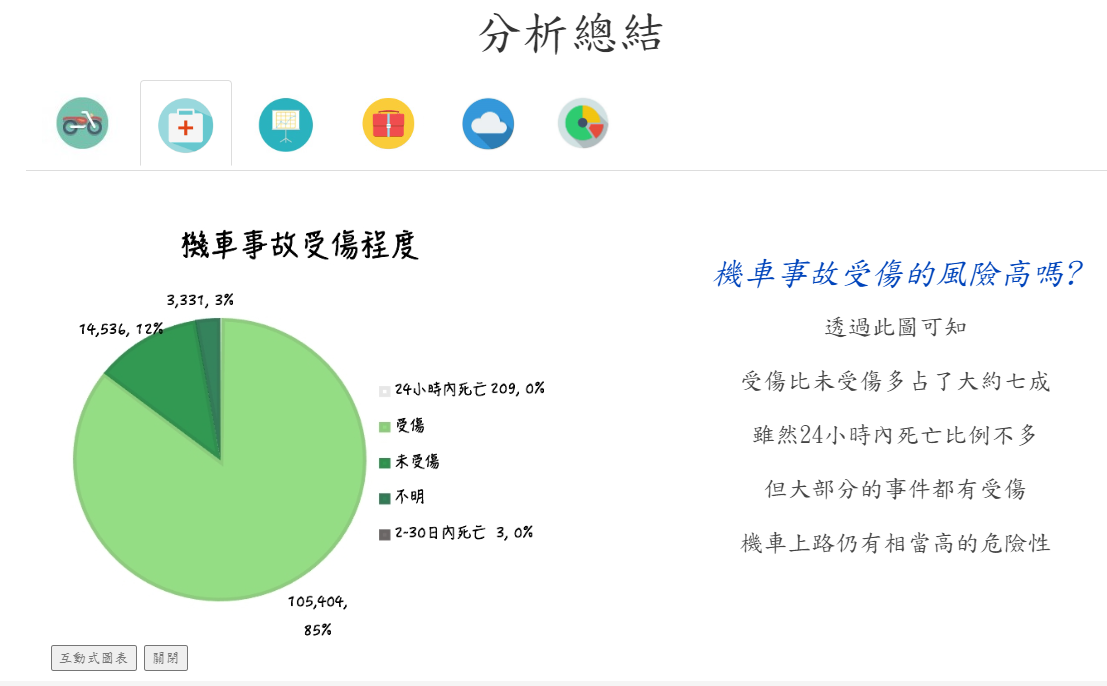 分析總結
機車事故受傷程度
3,331, 3%
14,536, 12%
24小時內死亡 209, 0%
受傷
未受傷
不明
2-30日內死亡 3, 0%
105,404,
85%
機車事故受傷的風險高嗎?
透過此圖可知
受傷比未受傷多占了大約七成
雖然24小時內死亡比例不多
但大部分的事件都有受傷
機車上路仍有相當高的危險性
互動式圖表
關閉